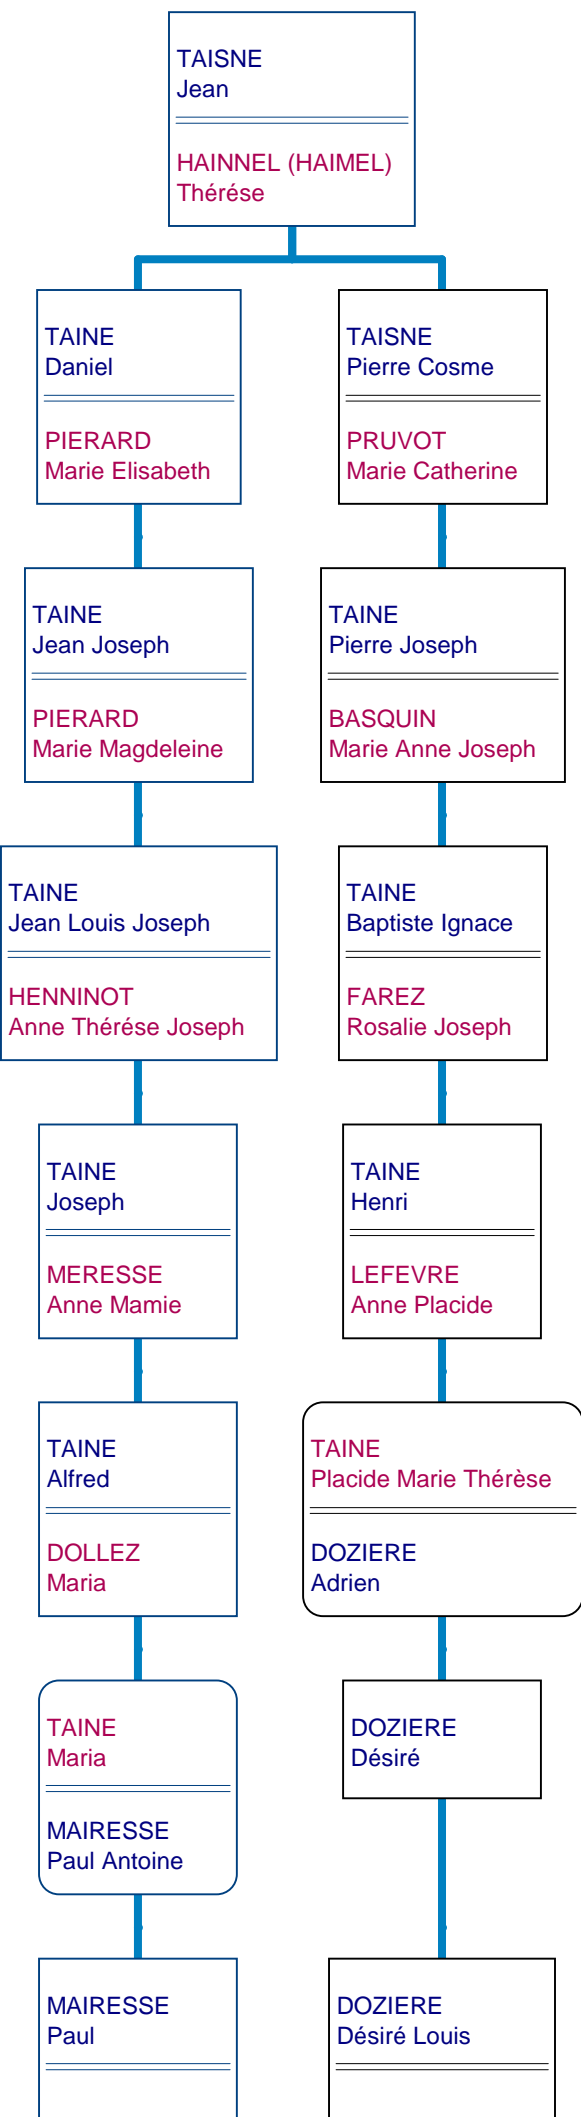 TAISNE
Jean
HAINNEL (HAIMEL)
Thérése
TAINE
Daniel
PIERARD
Marie Elisabeth
TAISNE
Pierre Cosme
PRUVOT
Marie Catherine
TAINE
Jean Joseph
PIERARD
Marie Magdeleine
TAINE
Pierre Joseph
BASQUIN
Marie Anne Joseph
TAINE
Jean Louis Joseph
HENNINOT
Anne Thérése Joseph
TAINE
Baptiste Ignace
FAREZ
Rosalie Joseph
TAINE
Joseph
MERESSE
Anne Mamie
TAINE
Henri
LEFEVRE
Anne Placide
TAINE
Alfred
DOLLEZ
Maria
TAINE
Placide Marie Thérèse
DOZIERE
Adrien
TAINE
Maria
MAIRESSE
Paul Antoine
DOZIERE
Désiré
MAIRESSE
Paul
DOZIERE
Désiré Louis